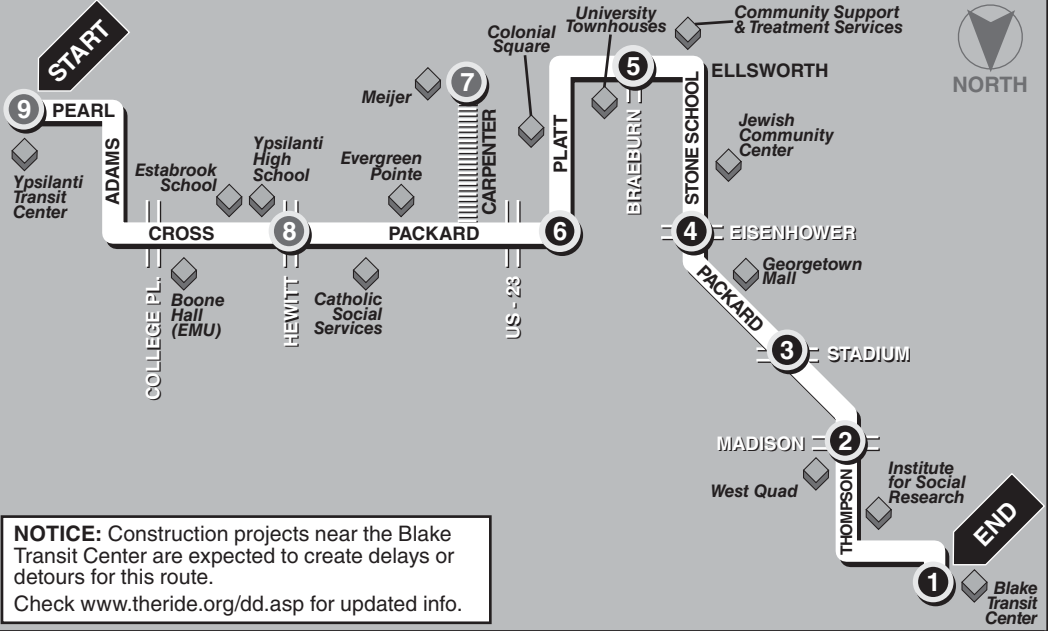 START
9
PEARL
ADAMS
Ypsilanti
Transit
Center
Estabrook
School
Ypsilanti
High
School
CROSS
COLLEGE PL.
Boone
Hall
(EMU)
8
HEWITT
Evergreen
Pointe
Catholic
Social
Services
PACKARD
Meijer
7
CARPENTER
US - 23
6
Colonial
Square
PLATT
University
Townhouses
5
BRAEBURN
Community Support
& Treatment Services
ELLSWORTH
STONE SCHOOL
Jewish
Community
Center
NORTH
4
EISENHOWER
Georgetown
Mall
PACKARD
3
STADIUM
MADISON
2
West Quad
THOMPSON
Institute
for Social
Research
END
1
Blake
Transit
Center
NOTICE: Construction projects near the Blake
Transit Center are expected to create delays or
detours for this route.
Check www.theride.org/dd.asp for updated info.